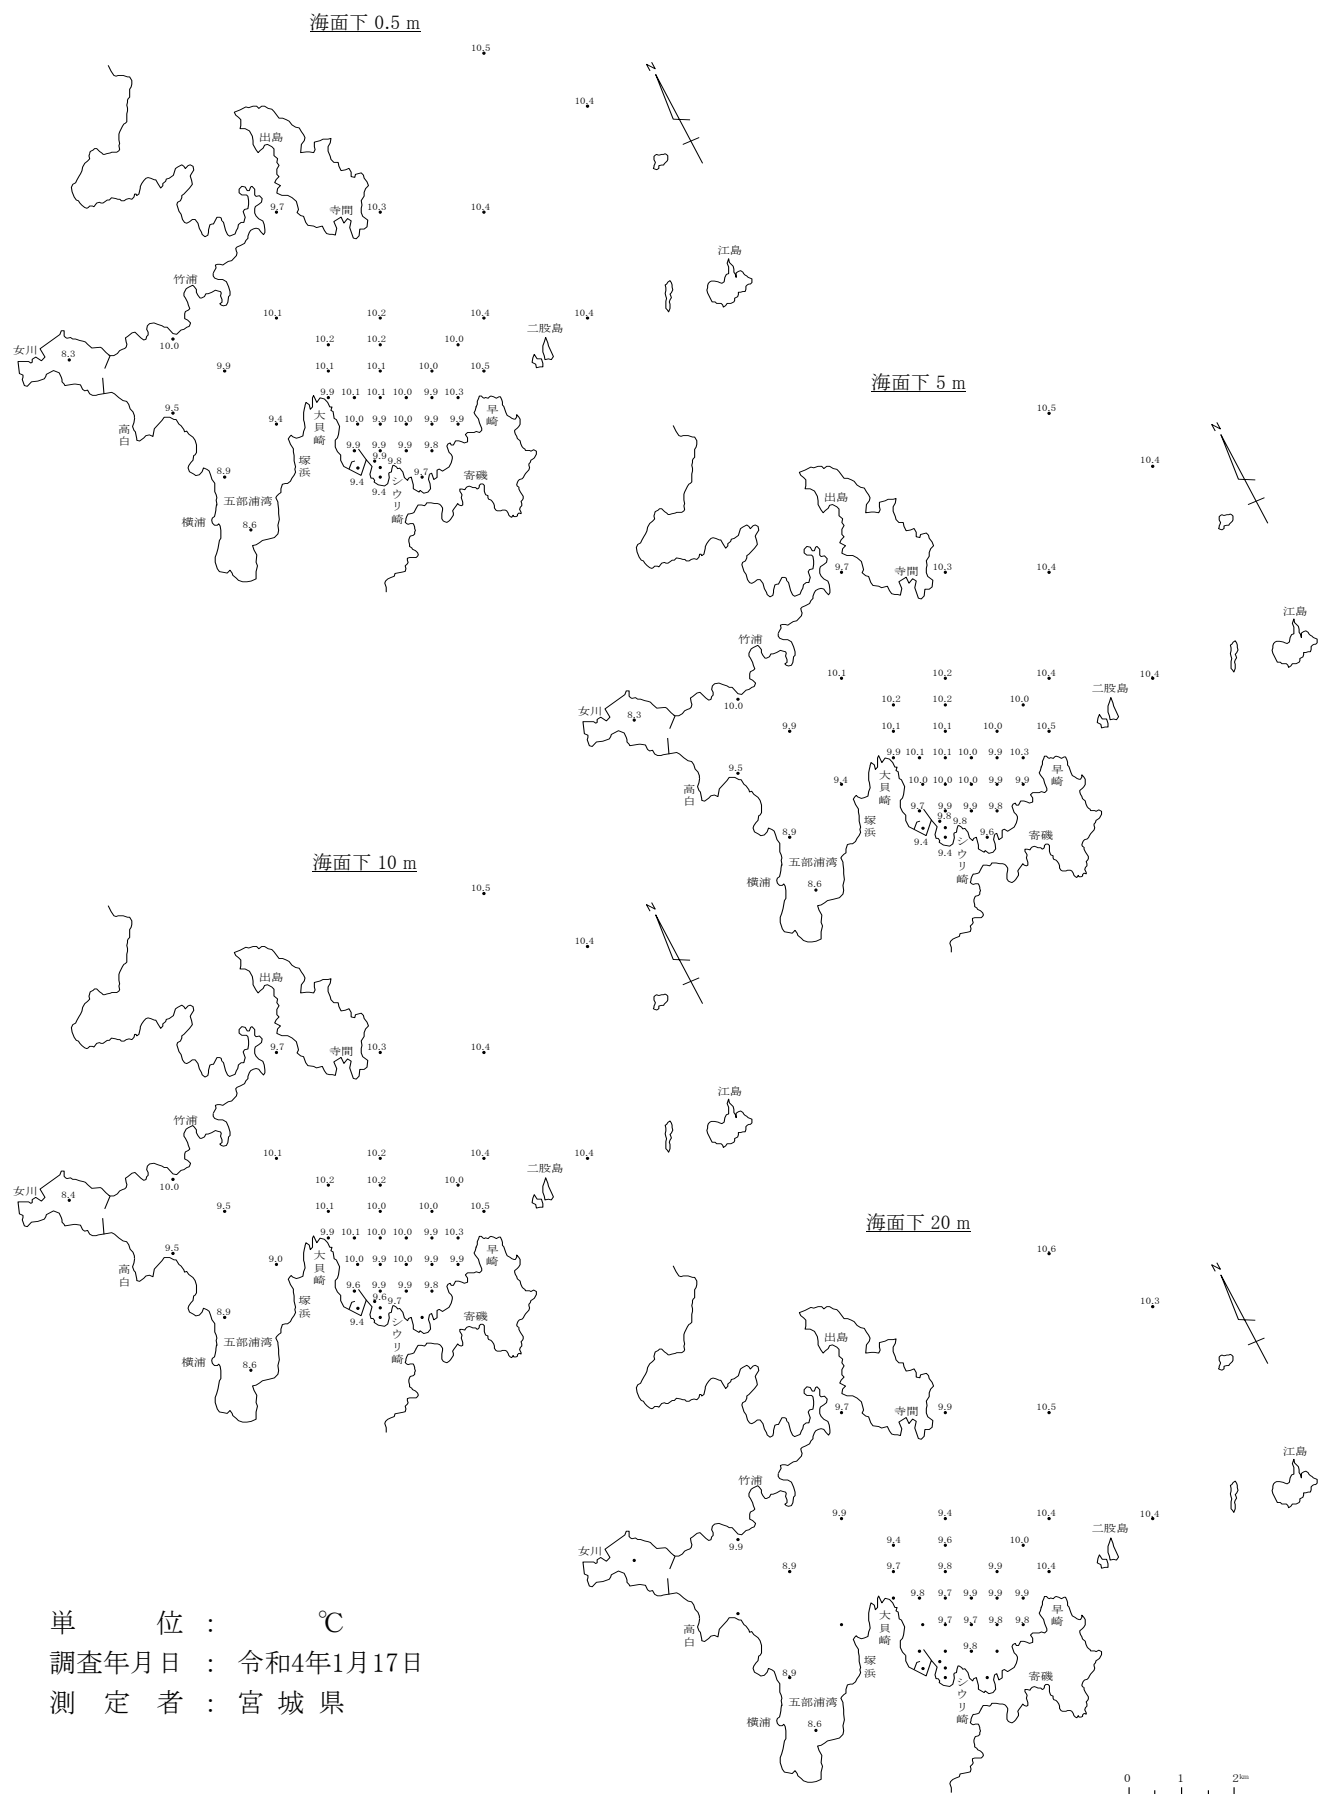 海面下 0.5 m
10.5
10.4
N
出島
9.7 寺間 10.3 10.4
江島
竹浦
10.1 10.2 10.4 10.4
二股島
10.0 10.2 10.2 10.0
女川 8.3
9.9 10.1 10.1 10.0 10.5
9.9 10.1 10.1 10.0 9.9 10.3
9.5 9.4 大貝崎 10.0 9.9 10.0 9.9 9.9 早崎
高白
9.9 9.9 9.9 9.8
塚浜 9.9 9.8
8.9 9.4 9.4 シウリ崎 9.7 寄磯
五部浦湾
横浦 8.6
海面下 5 m
10.5
10.4
N
出島
9.7 寺間 10.3 10.4
江島
竹浦
10.1 10.2 10.4 10.4
二股島
10.0 10.2 10.2 10.0
女川 8.3
9.9 10.1 10.1 10.0 10.5
9.9 10.1 10.1 10.0 9.9 10.3
9.5 9.4 大貝崎 10.0 10.0 10.0 9.9 9.9 早崎
高白
9.7 9.9 9.9 9.8
塚浜 9.8 9.8
8.9 9.4 9.4 シウリ崎 9.6 寄磯
五部浦湾
横浦 8.6
海面下 10 m
10.5
10.4
N
出島
9.7 寺間 10.3 10.4
江島
竹浦
10.1 10.2 10.4 10.4
二股島
10.0 10.2 10.2 10.0
女川 8.4
9.5 10.1 10.0 10.0 10.5
9.9 10.1 10.0 10.0 9.9 10.3
9.5 9.0 大貝崎 10.0 9.9 10.0 9.9 9.9 早崎
高白
9.6 9.9 9.9 9.8
塚浜 9.6 9.7
8.9 9.4 シウリ崎 寄磯
五部浦湾
横浦 8.6
海面下 20 m
10.6
10.3
N
出島
9.7 寺間 9.9 10.5
江島
竹浦
9.9 9.4 10.4 10.4
二股島
9.9 9.4 9.6 10.0
女川
8.9 9.7 9.8 9.9 10.4
9.8 9.7 9.9 9.9 9.9
大貝崎 9.7 9.7 9.8 9.8 早崎
高白
9.8
塚浜
8.9 シウリ崎 寄磯
五部浦湾
横浦 8.6
単位 : ℃
調査年月日 : 令和4年1月17日
測定者 : 宮城県
0 1 2km